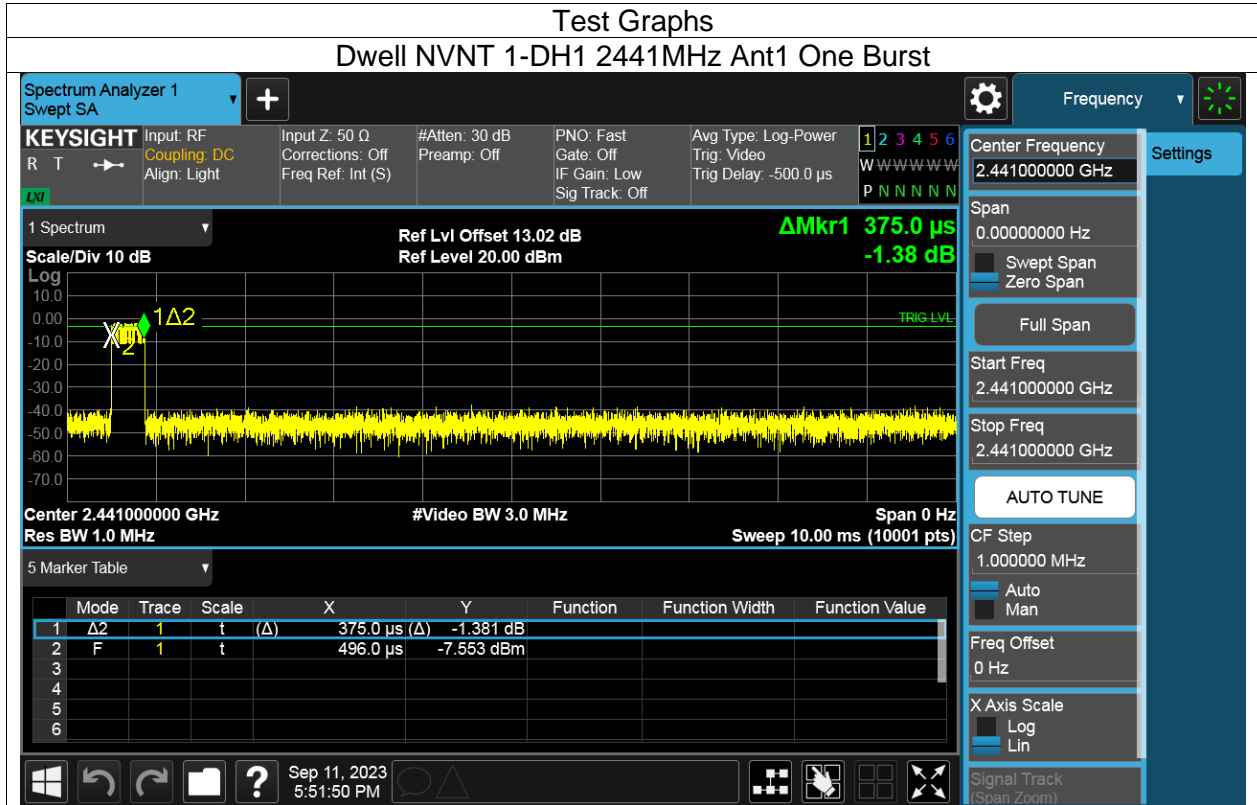 Test Graphs
Dwell NVNT 1-DH1 2441MHz Ant1 One Burst
Spectrum Analyzer 1
Swept SA
Frequency
KEYSIGHT Input: RF Input Z: 50 Ω #Atten: 30 dB PNO: Fast Avg Type: Log-Power 1 2 3 4 5 6
R T Coupling: DC Corrections: Off Preamp: Off Gate: Off Trig: Video W W W W W W
Align: Light Freq Ref: Int (S) IF Gain: Low Trig Delay: -500.0 µs
LXI Sig Track: Off P N N N N N
1 Spectrum
Ref Lvl Offset 13.02 dB
ΔMkr1 375.0 µs
Scale/Div 10 dB
Ref Level 20.00 dBm
-1.38 dB
Log
10.0
0.00
-10.0
-20.0
-30.0
-40.0
-50.0
-60.0
-70.0
1Δ2
2
TRIG LVL
Center 2.441000000 GHz #Video BW 3.0 MHz Span 0 Hz
Res BW 1.0 MHz Sweep 10.00 ms (10001 pts)
5 Marker Table
Mode Trace Scale X Y Function Function Width Function Value
1 Δ2 1 t (Δ) 375.0 µs (Δ) -1.381 dB
2 F 1 t 496.0 µs -7.553 dBm
3
4
5
6
?
Sep 11, 2023
5:51:50 PM
Center Frequency
2.441000000 GHz
Settings
Span
0.00000000 Hz
Swept Span
Zero Span
Full Span
Start Freq
2.441000000 GHz
Stop Freq
2.441000000 GHz
AUTO TUNE
CF Step
1.000000 MHz
Auto
Man
Freq Offset
0 Hz
X Axis Scale
Log
Lin
Signal Track
(Span Zoom)